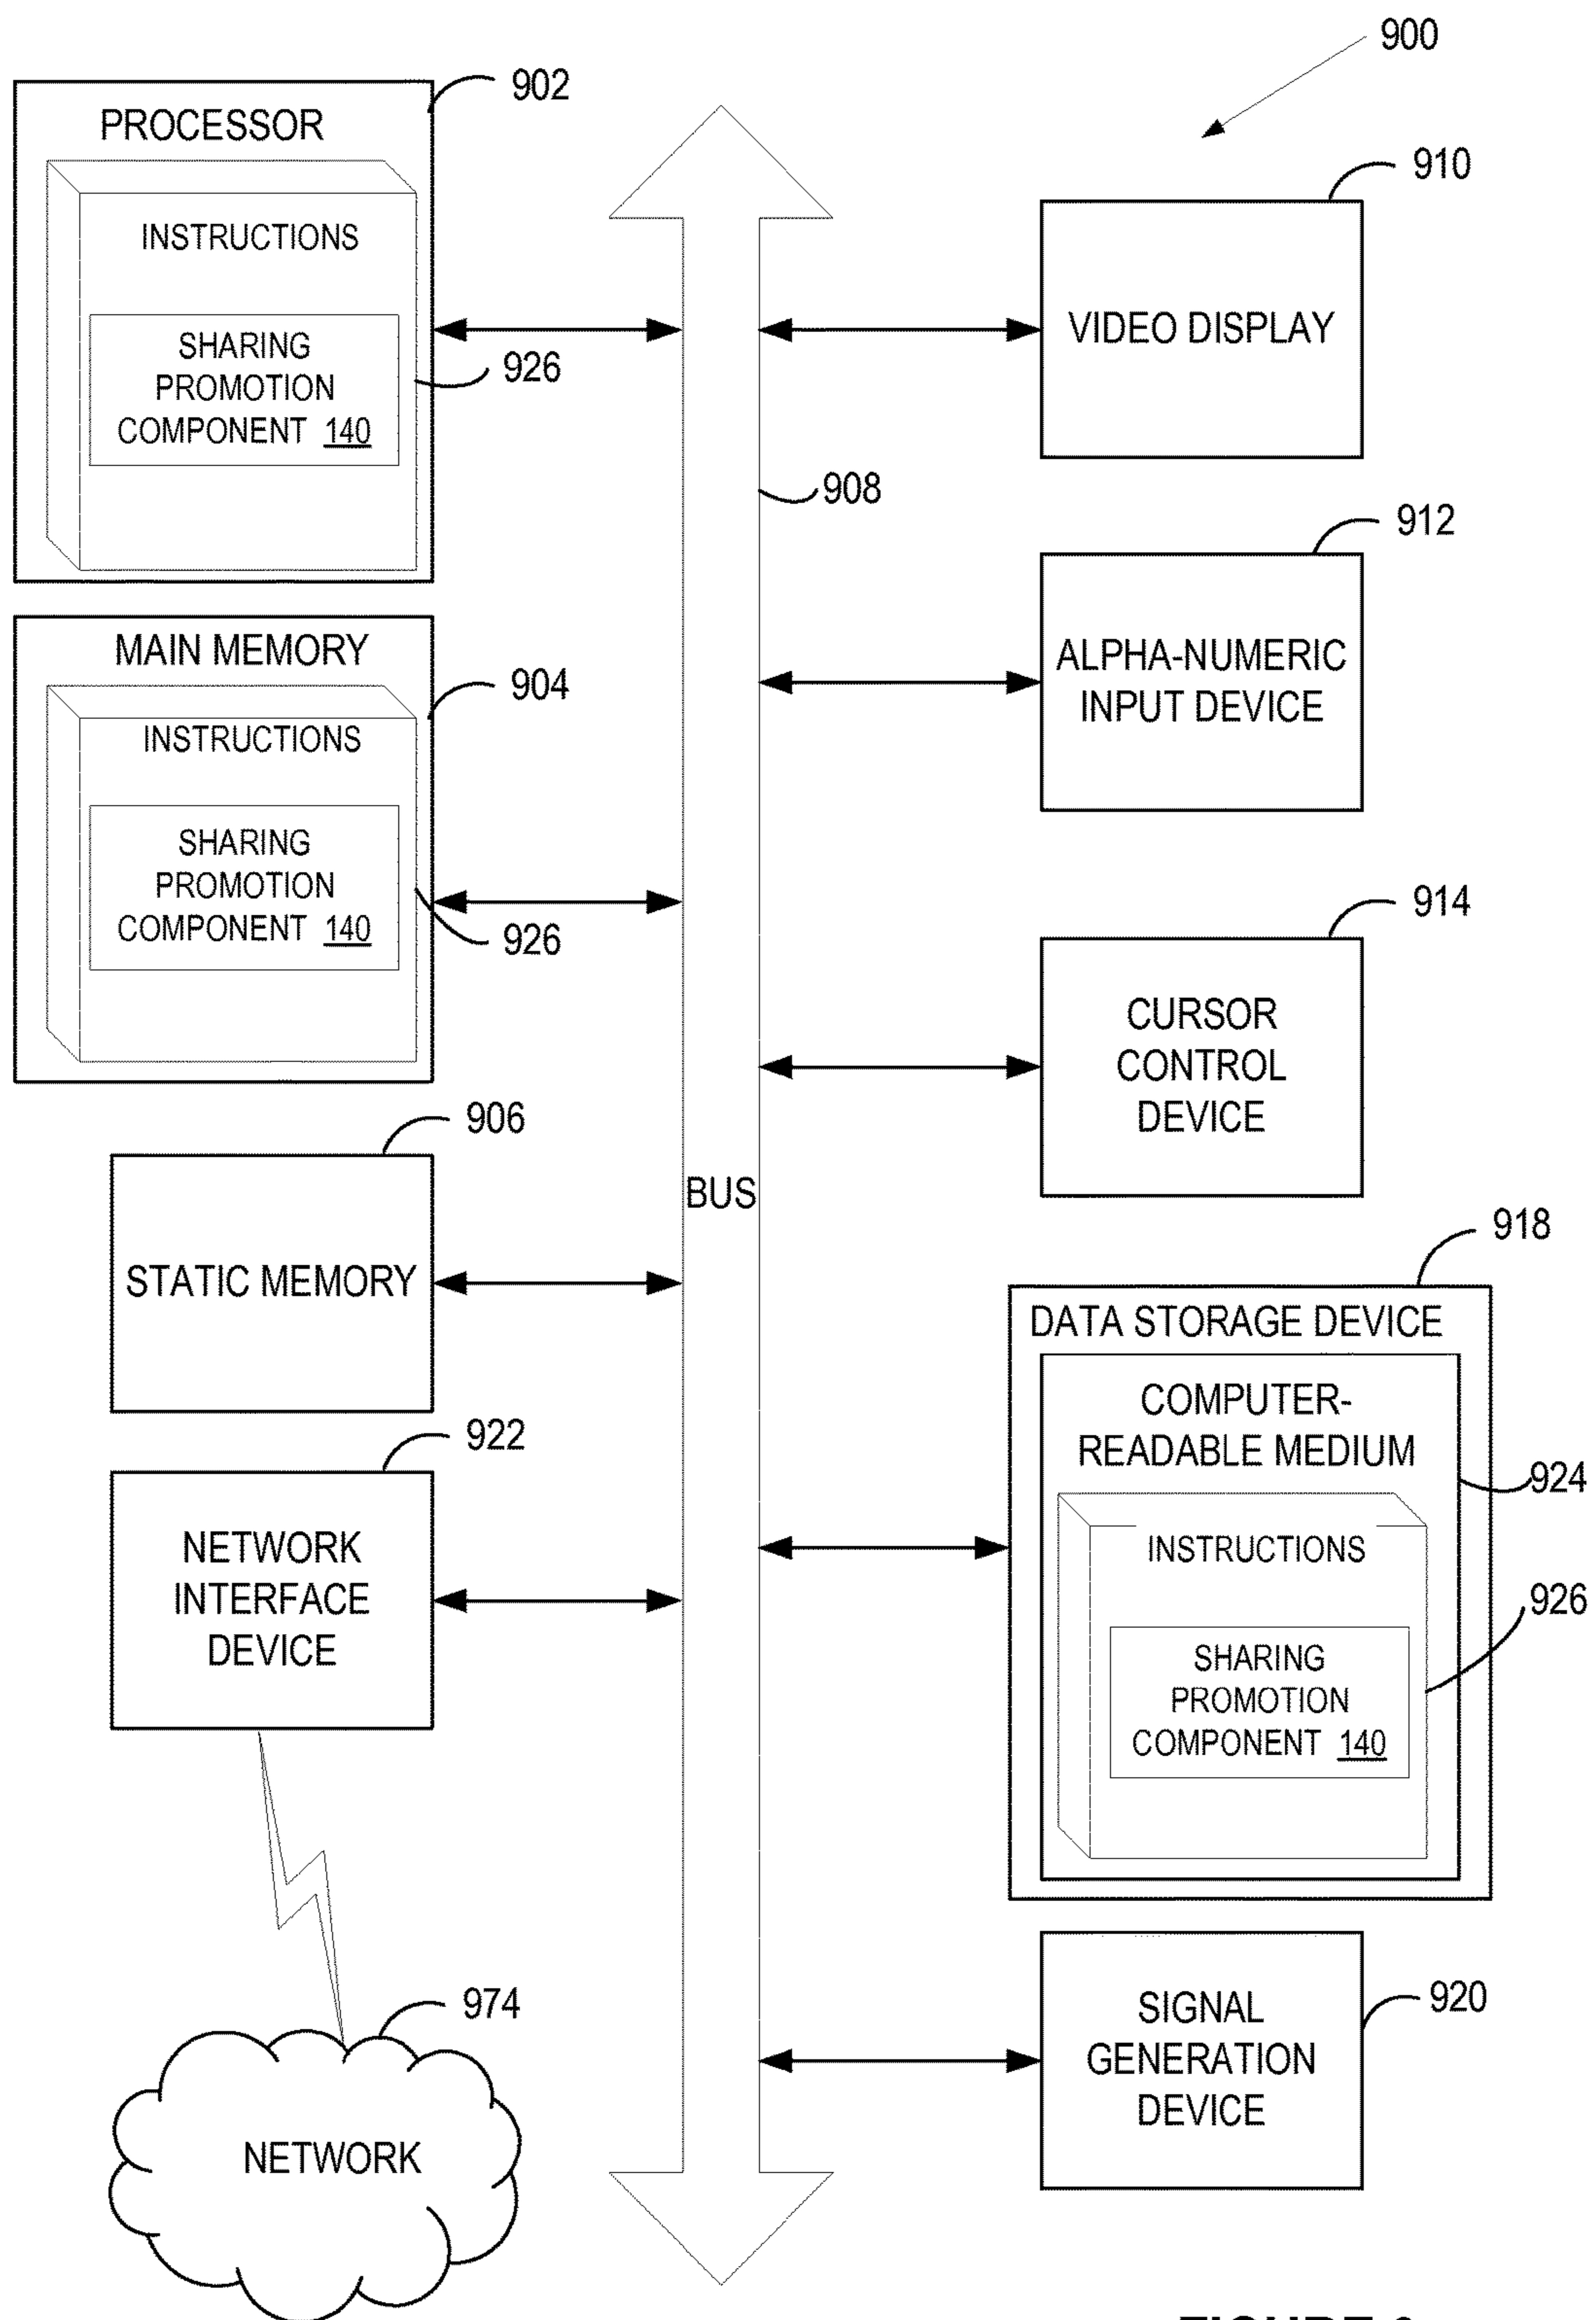 900
902
PROCESSOR
INSTRUCTIONS
SHARING
PROMOTION
COMPONENT 140
926
MAIN MEMORY
904
INSTRUCTIONS
SHARING
PROMOTION
COMPONENT 140
926
906
STATIC MEMORY
922
NETWORK
INTERFACE
DEVICE
974
NETWORK
908
BUS
910
VIDEO DISPLAY
912
ALPHA-NUMERIC
INPUT DEVICE
914
CURSOR
CONTROL
DEVICE
918
DATA STORAGE DEVICE
COMPUTER-
READABLE MEDIUM
924
INSTRUCTIONS
926
SHARING
PROMOTION
COMPONENT 140
SIGNAL
GENERATION
DEVICE
920